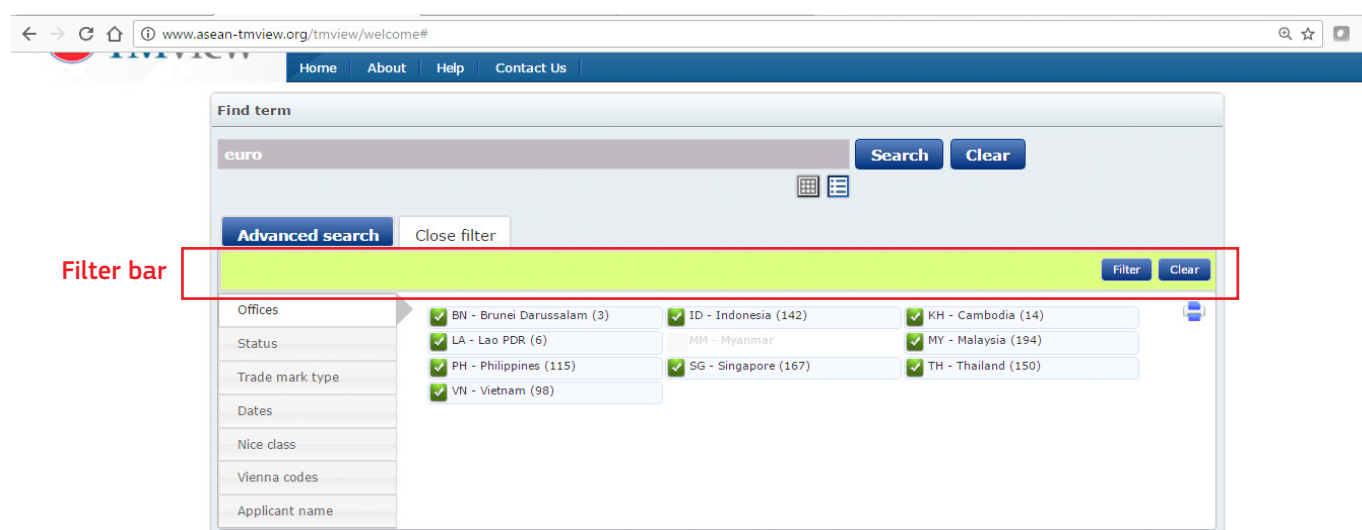 www.asean-tmview.org/tmview/welcome#
TMVIEW
Home About Help Contact Us
Find term
euro Search Clear
Advanced search Close filter
Filter bar Filter Clear
Offices BN - Brunei Darussalam (3) ID - Indonesia (142) KH - Cambodia (14)
Status LA - Lao PDR (6) MM - Myanmar MY - Malaysia (194)
Trade mark type PH - Philippines (115) SG - Singapore (167) TH - Thailand (150)
VN - Vietnam (98)
Dates
Nice class
Vienna codes
Applicant name